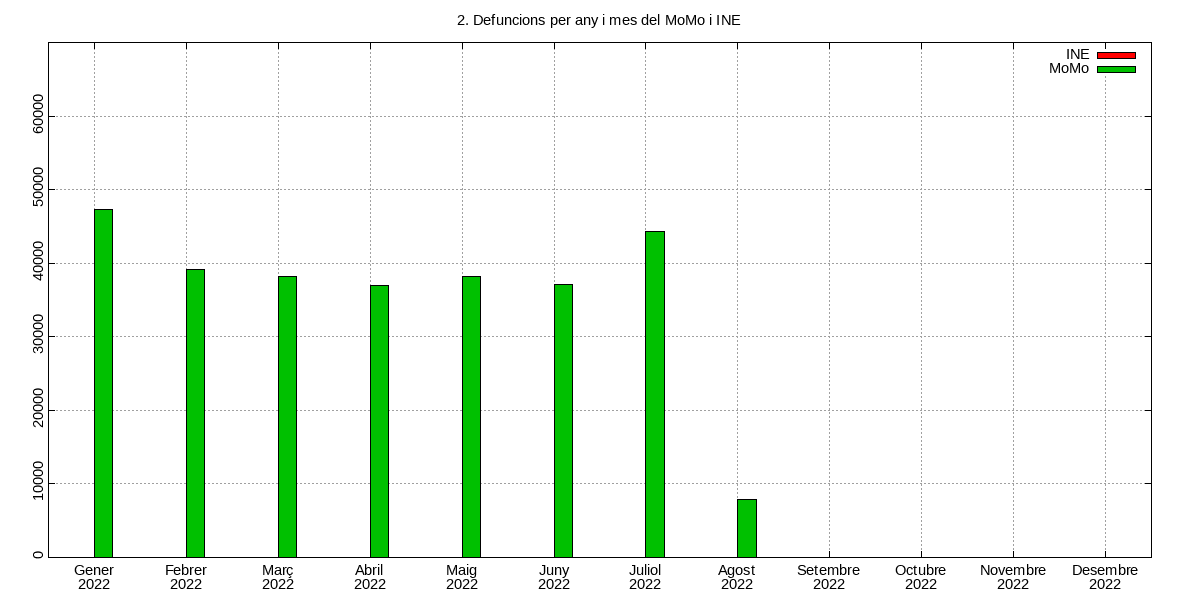 2. Defuncions per any i mes del MoMo i INE
INE
MoMo
60000
50000
40000
30000
20000
10000
0
Gener Febrer Març Abril Maig Juny Juliol Agost Setembre Octubre Novembre Desembre
2022 2022 2022 2022 2022 2022 2022 2022 2022 2022 2022 2022